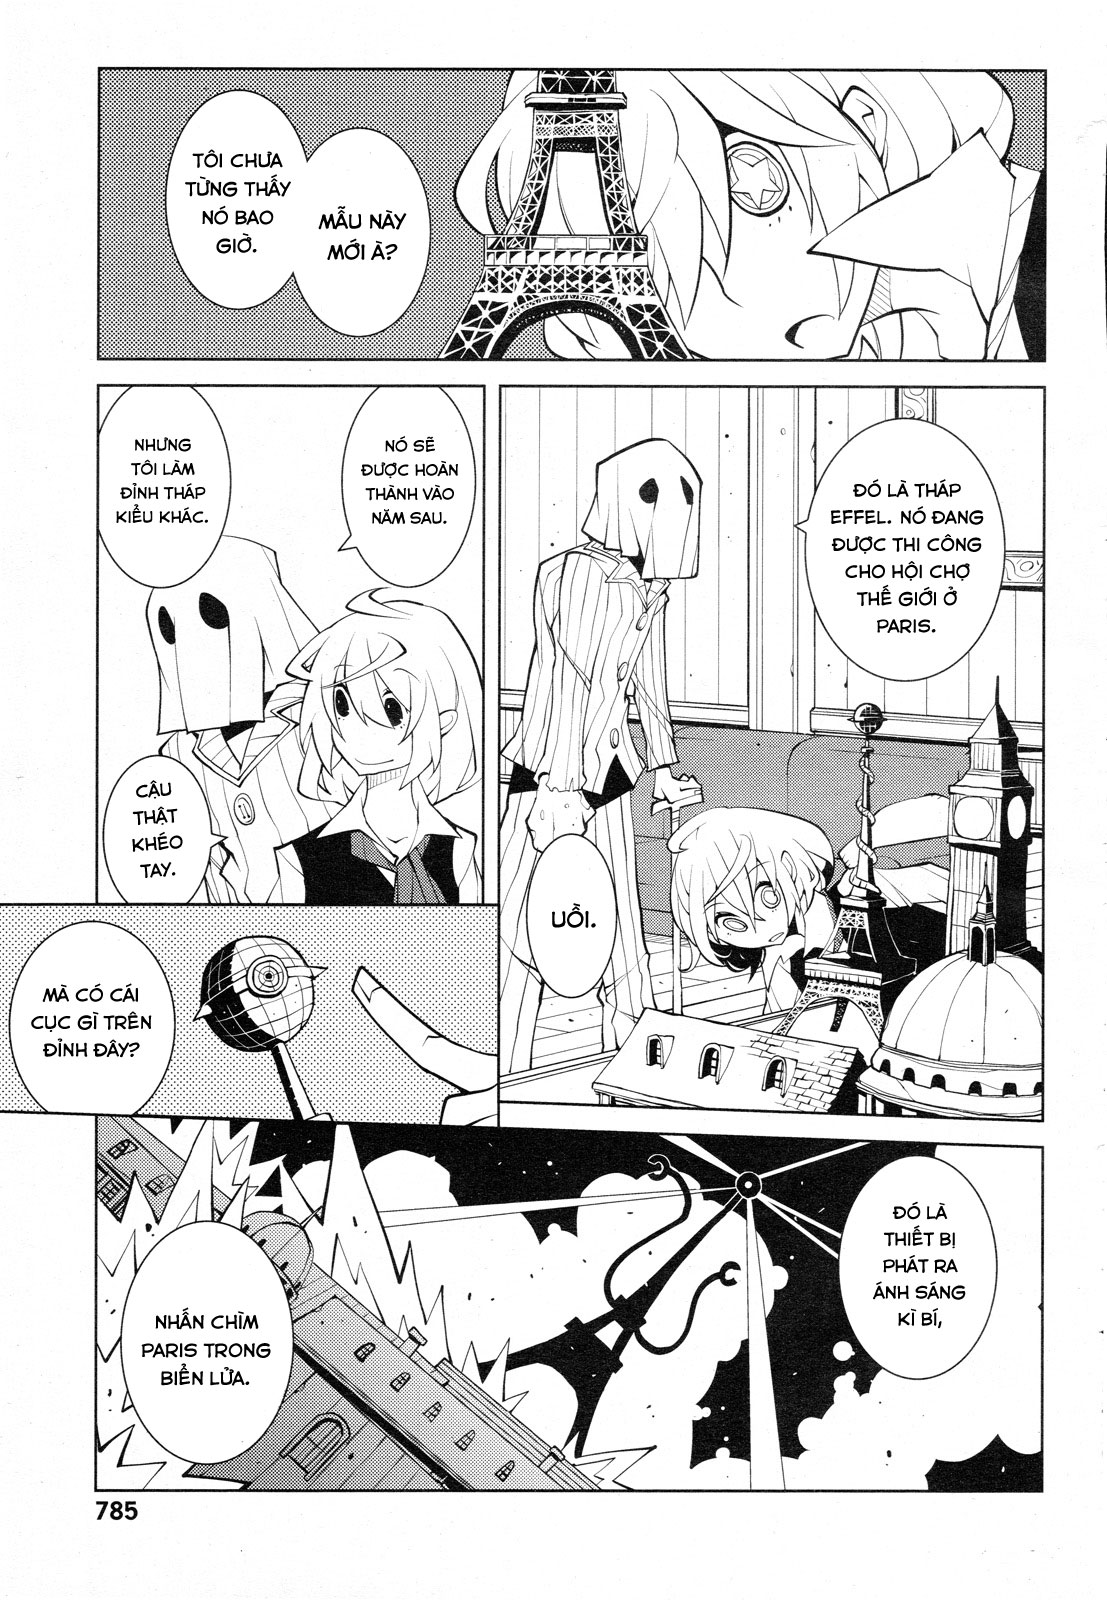 MẪU NÀY
MỚI À?
TÔI CHƯA
TỪNG THẤY
NÓ BAO
GIỜ.
ĐÓ LÀ THÁP
EFFEL. NÓ ĐANG
ĐƯỢC THI CÔNG
CHO HỘI CHỢ
THẾ GIỚI Ở
PARIS.
UỒI.
NÓ SẼ
ĐƯỢC HOÀN
THÀNH VÀO
NĂM SAU.
NHƯNG
TÔI LÀM
ĐỈNH THÁP
KIỂU KHÁC.
CẬU
THẬT
KHÉO
TAY.
MÀ CÓ CÁI
CỤC GÌ TRÊN
ĐỈNH ĐÂY?
ĐÓ LÀ
THIẾT BỊ
PHÁT RA
ÁNH SÁNG
KÌ BÍ,
NHẤN CHÌM
PARIS TRONG
BIỂN LỬA.
785